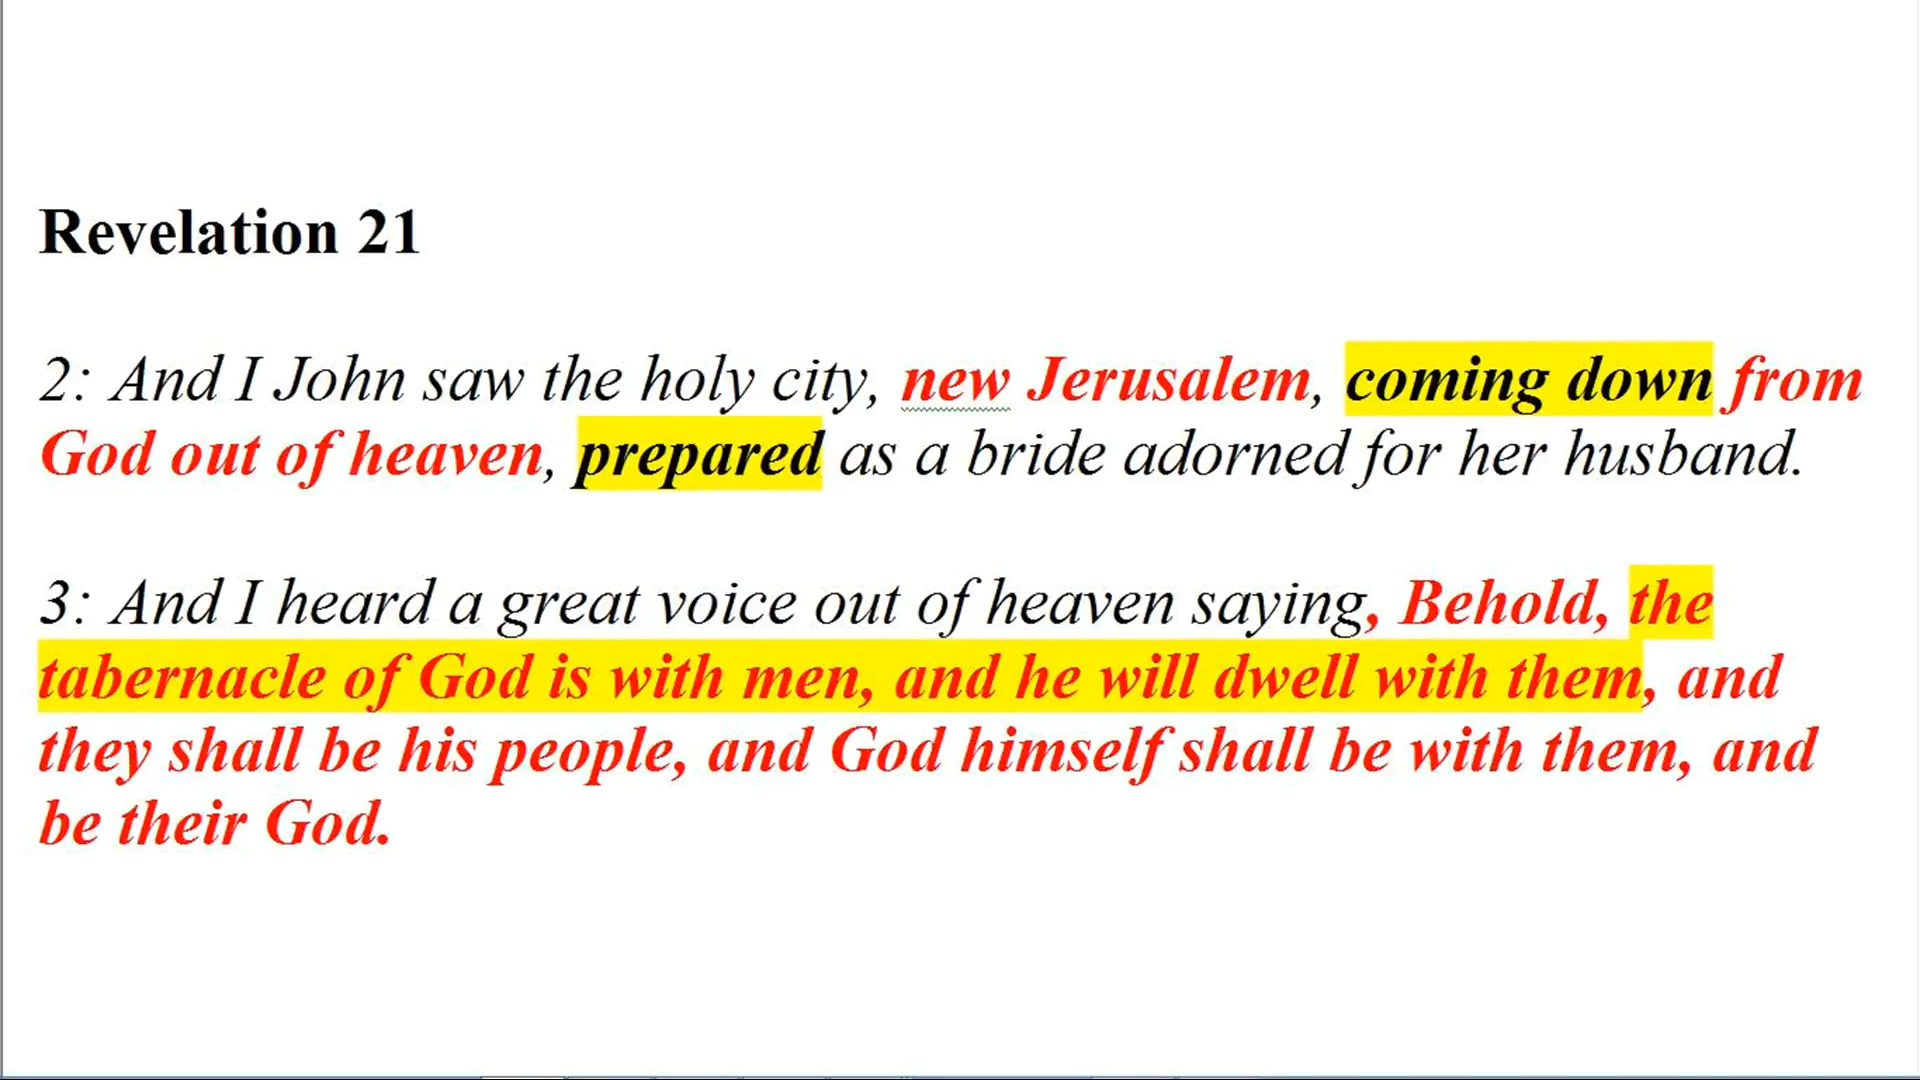 Revelation 21
2: And I John saw the holy city, new Jerusalem, coming down from
God out of heaven, prepared as a bride adorned for her husband.
3: And I heard a great voice out of heaven saying, Behold, the
tabernacle of God is with men, and he will dwell with them, and
they shall be his people, and God himself shall be with them, and
be their God.